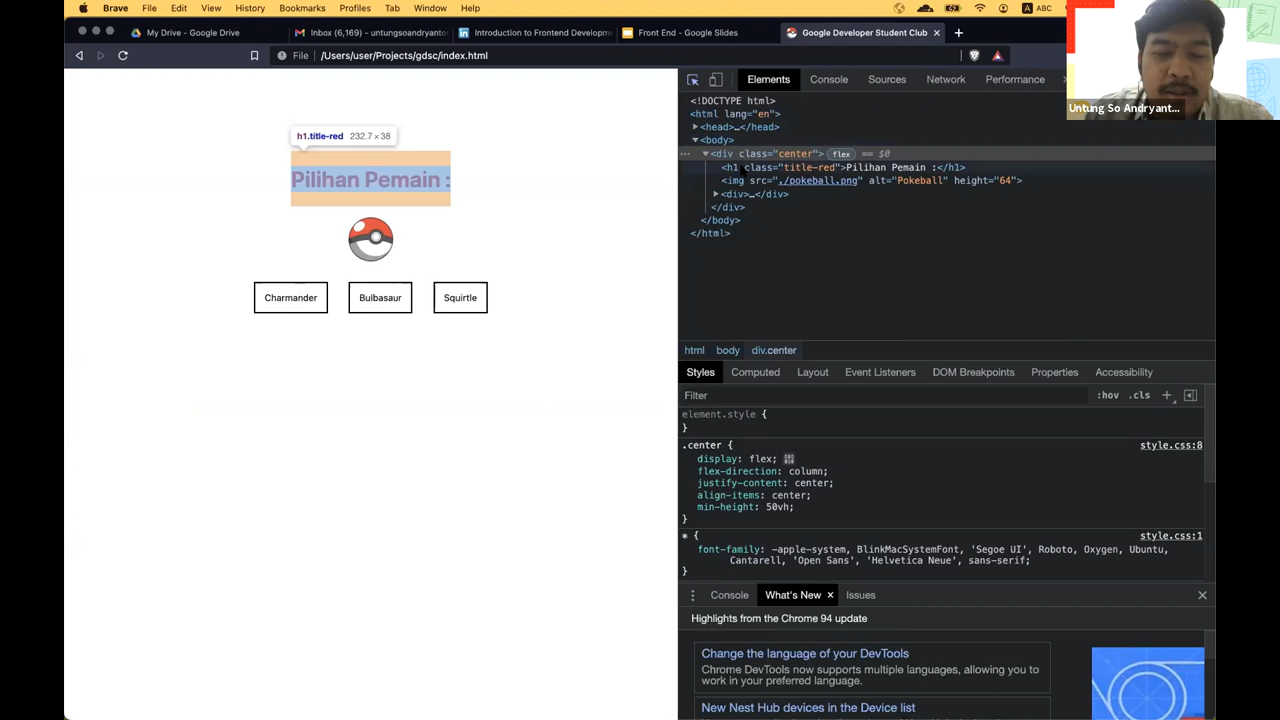 Brave File Edit View History Bookmarks Profiles Tab Window Help ABC
My Drive - Google Drive Inbox (6,169) - untungsoandryanto Introduction to Frontend Developm Front End - Google Slides Google Developer Student Club
File /Users/user/Projects/gdsc/index.html
Untung So Andryant...
Elements Console Sources Network Performance
<!DOCTYPE html>
<html lang="en">
<head>…</head>
<body>
<div class="center"> flex == $0
<h1 class="title-red">Pilihan Pemain :</h1>
<img src="./pokeball.png" alt="Pokeball" height="64">
<div>…</div>
</div>
</body>
</html>
h1.title-red 232.7 × 38
Pilihan Pemain :
Charmander Bulbasaur Squirtle
html body div.center
Styles Computed Layout Event Listeners DOM Breakpoints Properties Accessibility
Filter :hov .cls
element.style {
}
.center { style.css:8
display: flex;
flex-direction: column;
justify-content: center;
align-items: center;
min-height: 50vh;
}
* { style.css:1
font-family: -apple-system, BlinkMacSystemFont, 'Segoe UI', Roboto, Oxygen, Ubuntu,
Cantarell, 'Open Sans', 'Helvetica Neue', sans-serif;
}
Console What's New Issues
Highlights from the Chrome 94 update
Change the language of your DevTools
Chrome DevTools now supports multiple languages, allowing you to
work in your preferred language.
New Nest Hub devices in the Device list